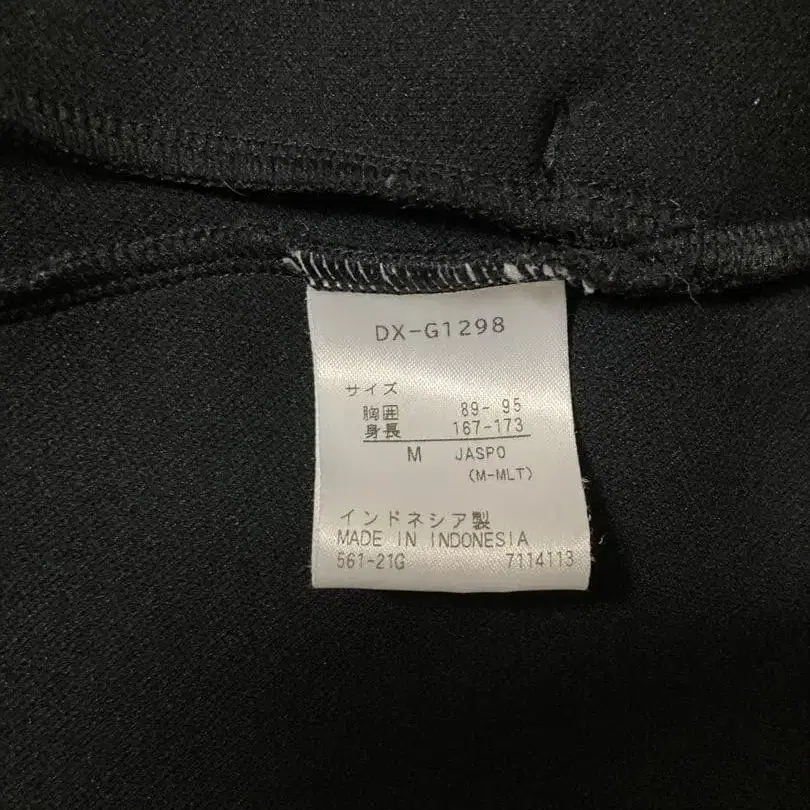 DX-G1298
サイズ
胸囲 89- 95
身長 167-173
M JASPO
(M-MLT)
インドネシア製
MADE IN INDONESIA
561-21G 7114113